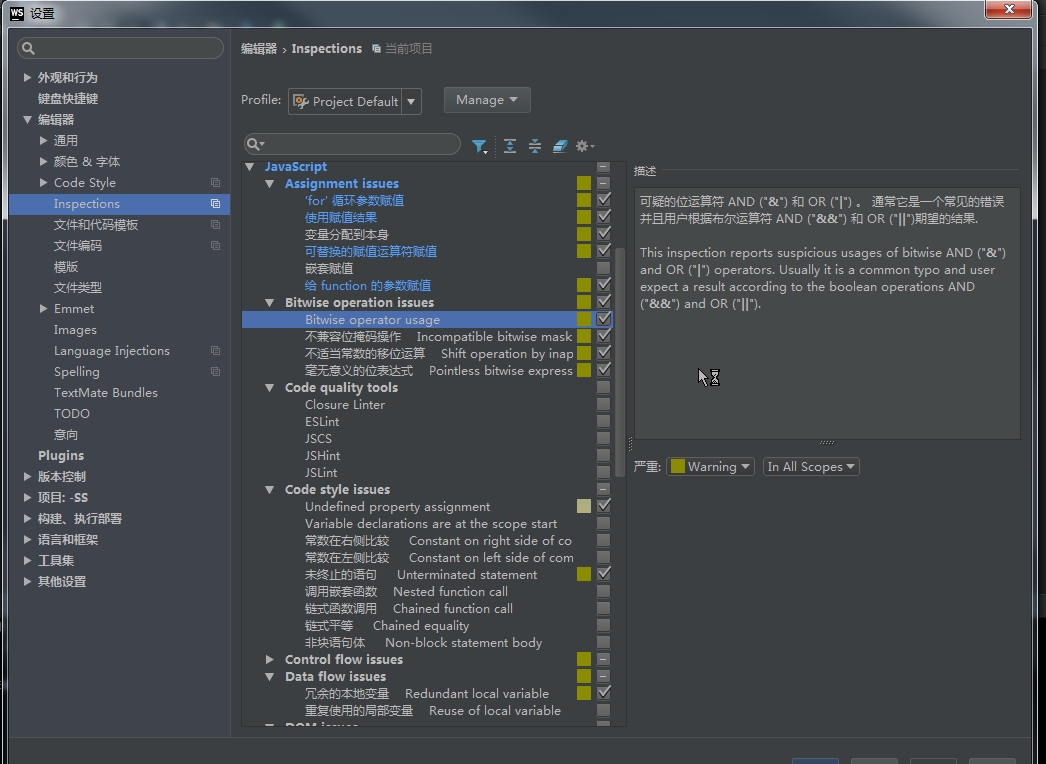 WS 设置
编辑器 › Inspections 当前项目
外观和行为
键盘快捷键
编辑器
通用
颜色 & 字体
Code Style
Inspections
文件和代码模板
文件编码
模版
文件类型
Emmet
Images
Language Injections
Spelling
TextMate Bundles
TODO
意向
Plugins
版本控制
项目: -SS
构建、执行部署
语言和框架
工具集
其他设置
Profile: Project Default Manage
JavaScript
Assignment issues
'for' 循环参数赋值
使用赋值结果
变量分配到本身
可替换的赋值运算符赋值
嵌套赋值
给 function 的参数赋值
Bitwise operation issues
Bitwise operator usage
不兼容位掩码操作 Incompatible bitwise mask
不适当常数的移位运算 Shift operation by inap
毫无意义的位表达式 Pointless bitwise express
Code quality tools
Closure Linter
ESLint
JSCS
JSHint
JSLint
Code style issues
Undefined property assignment
Variable declarations are at the scope start
常数在右侧比较 Constant on right side of co
常数在左侧比较 Constant on left side of com
未终止的语句 Unterminated statement
调用嵌套函数 Nested function call
链式函数调用 Chained function call
链式平等 Chained equality
非块语句体 Non-block statement body
Control flow issues
Data flow issues
冗余的本地变量 Redundant local variable
重复使用的局部变量 Reuse of local variable
DOM issues
描述
可疑的位运算符 AND ("&") 和 OR ("|") 。 通常它是一个常见的错误
并且用户根据布尔运算符 AND ("&&") 和 OR ("||")期望的结果.
This inspection reports suspicious usages of bitwise AND ("&")
and OR ("|") operators. Usually it is a common typo and user
expect a result according to the boolean operations AND
("&&") and OR ("||").
严重: Warning In All Scopes